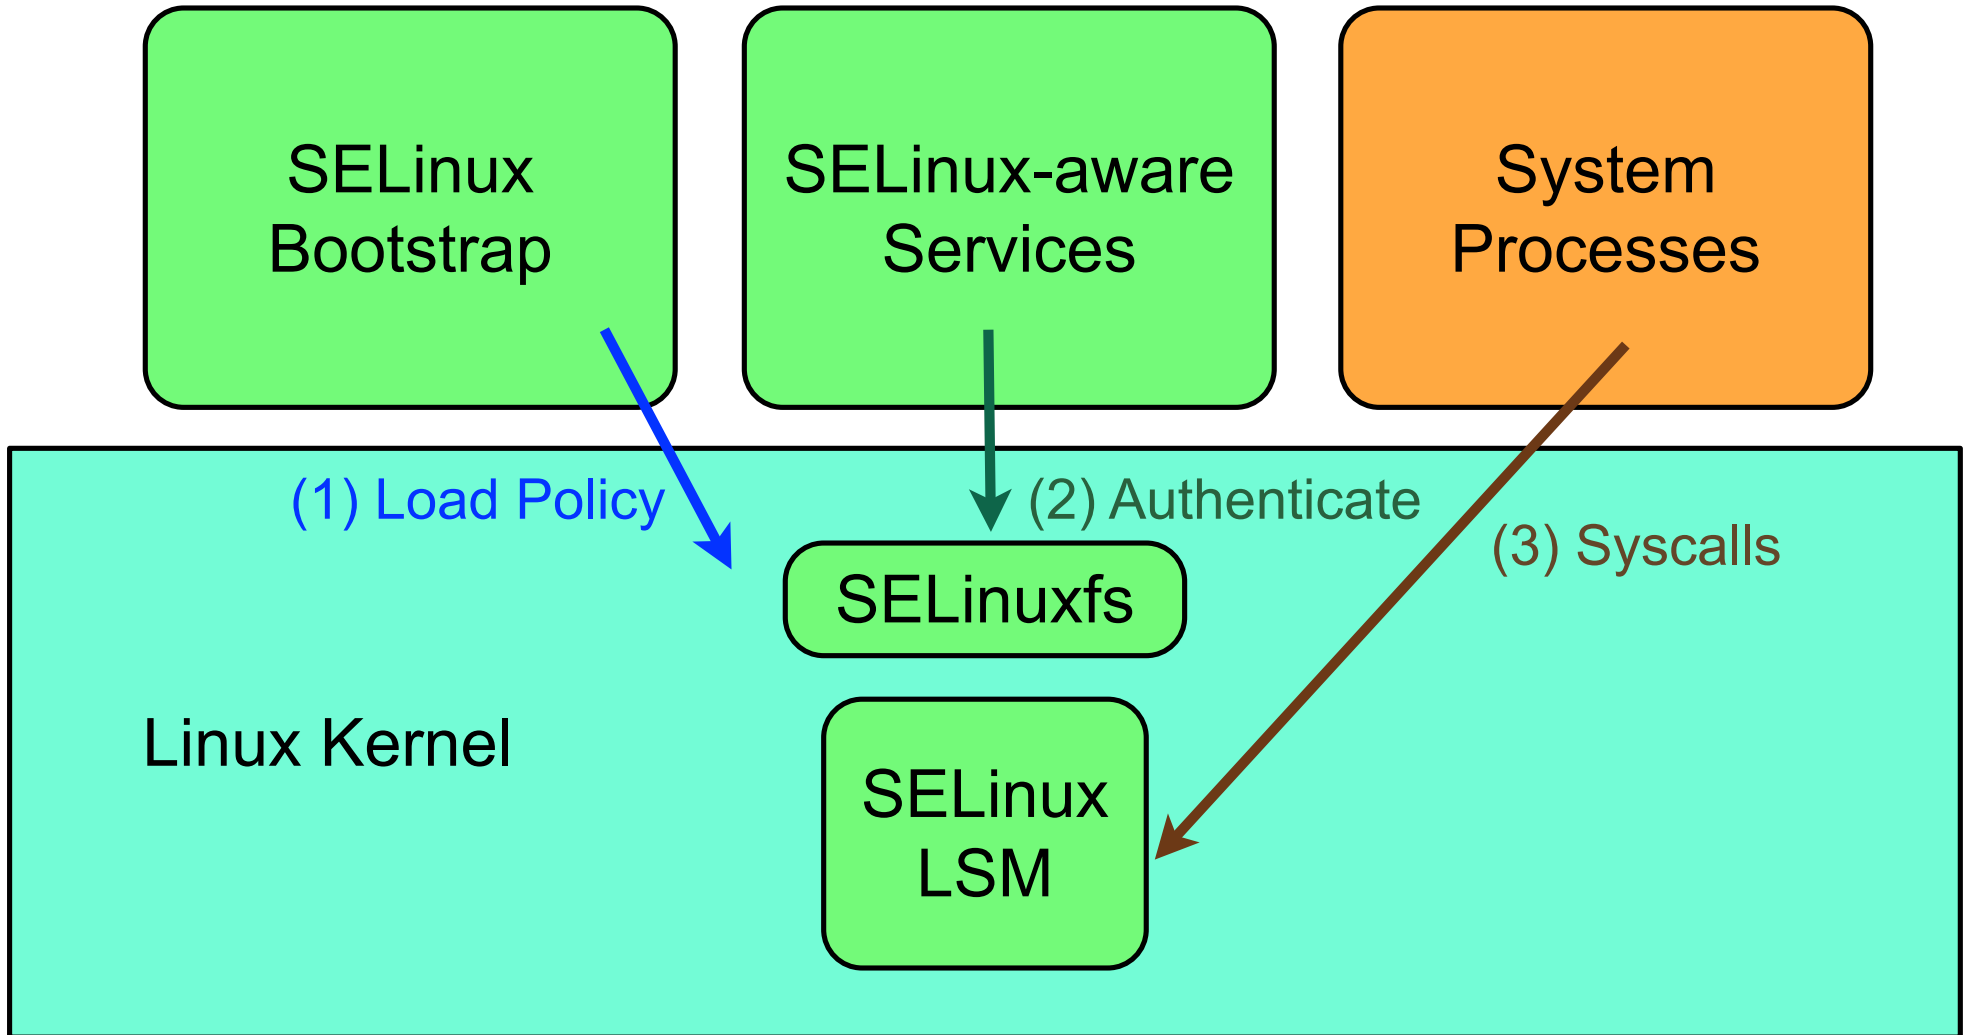 SELinux
Bootstrap
SELinux-aware
Services
System
Processes
(1) Load Policy
(2) Authenticate
(3) Syscalls
SELinuxfs
Linux Kernel
SELinux
LSM